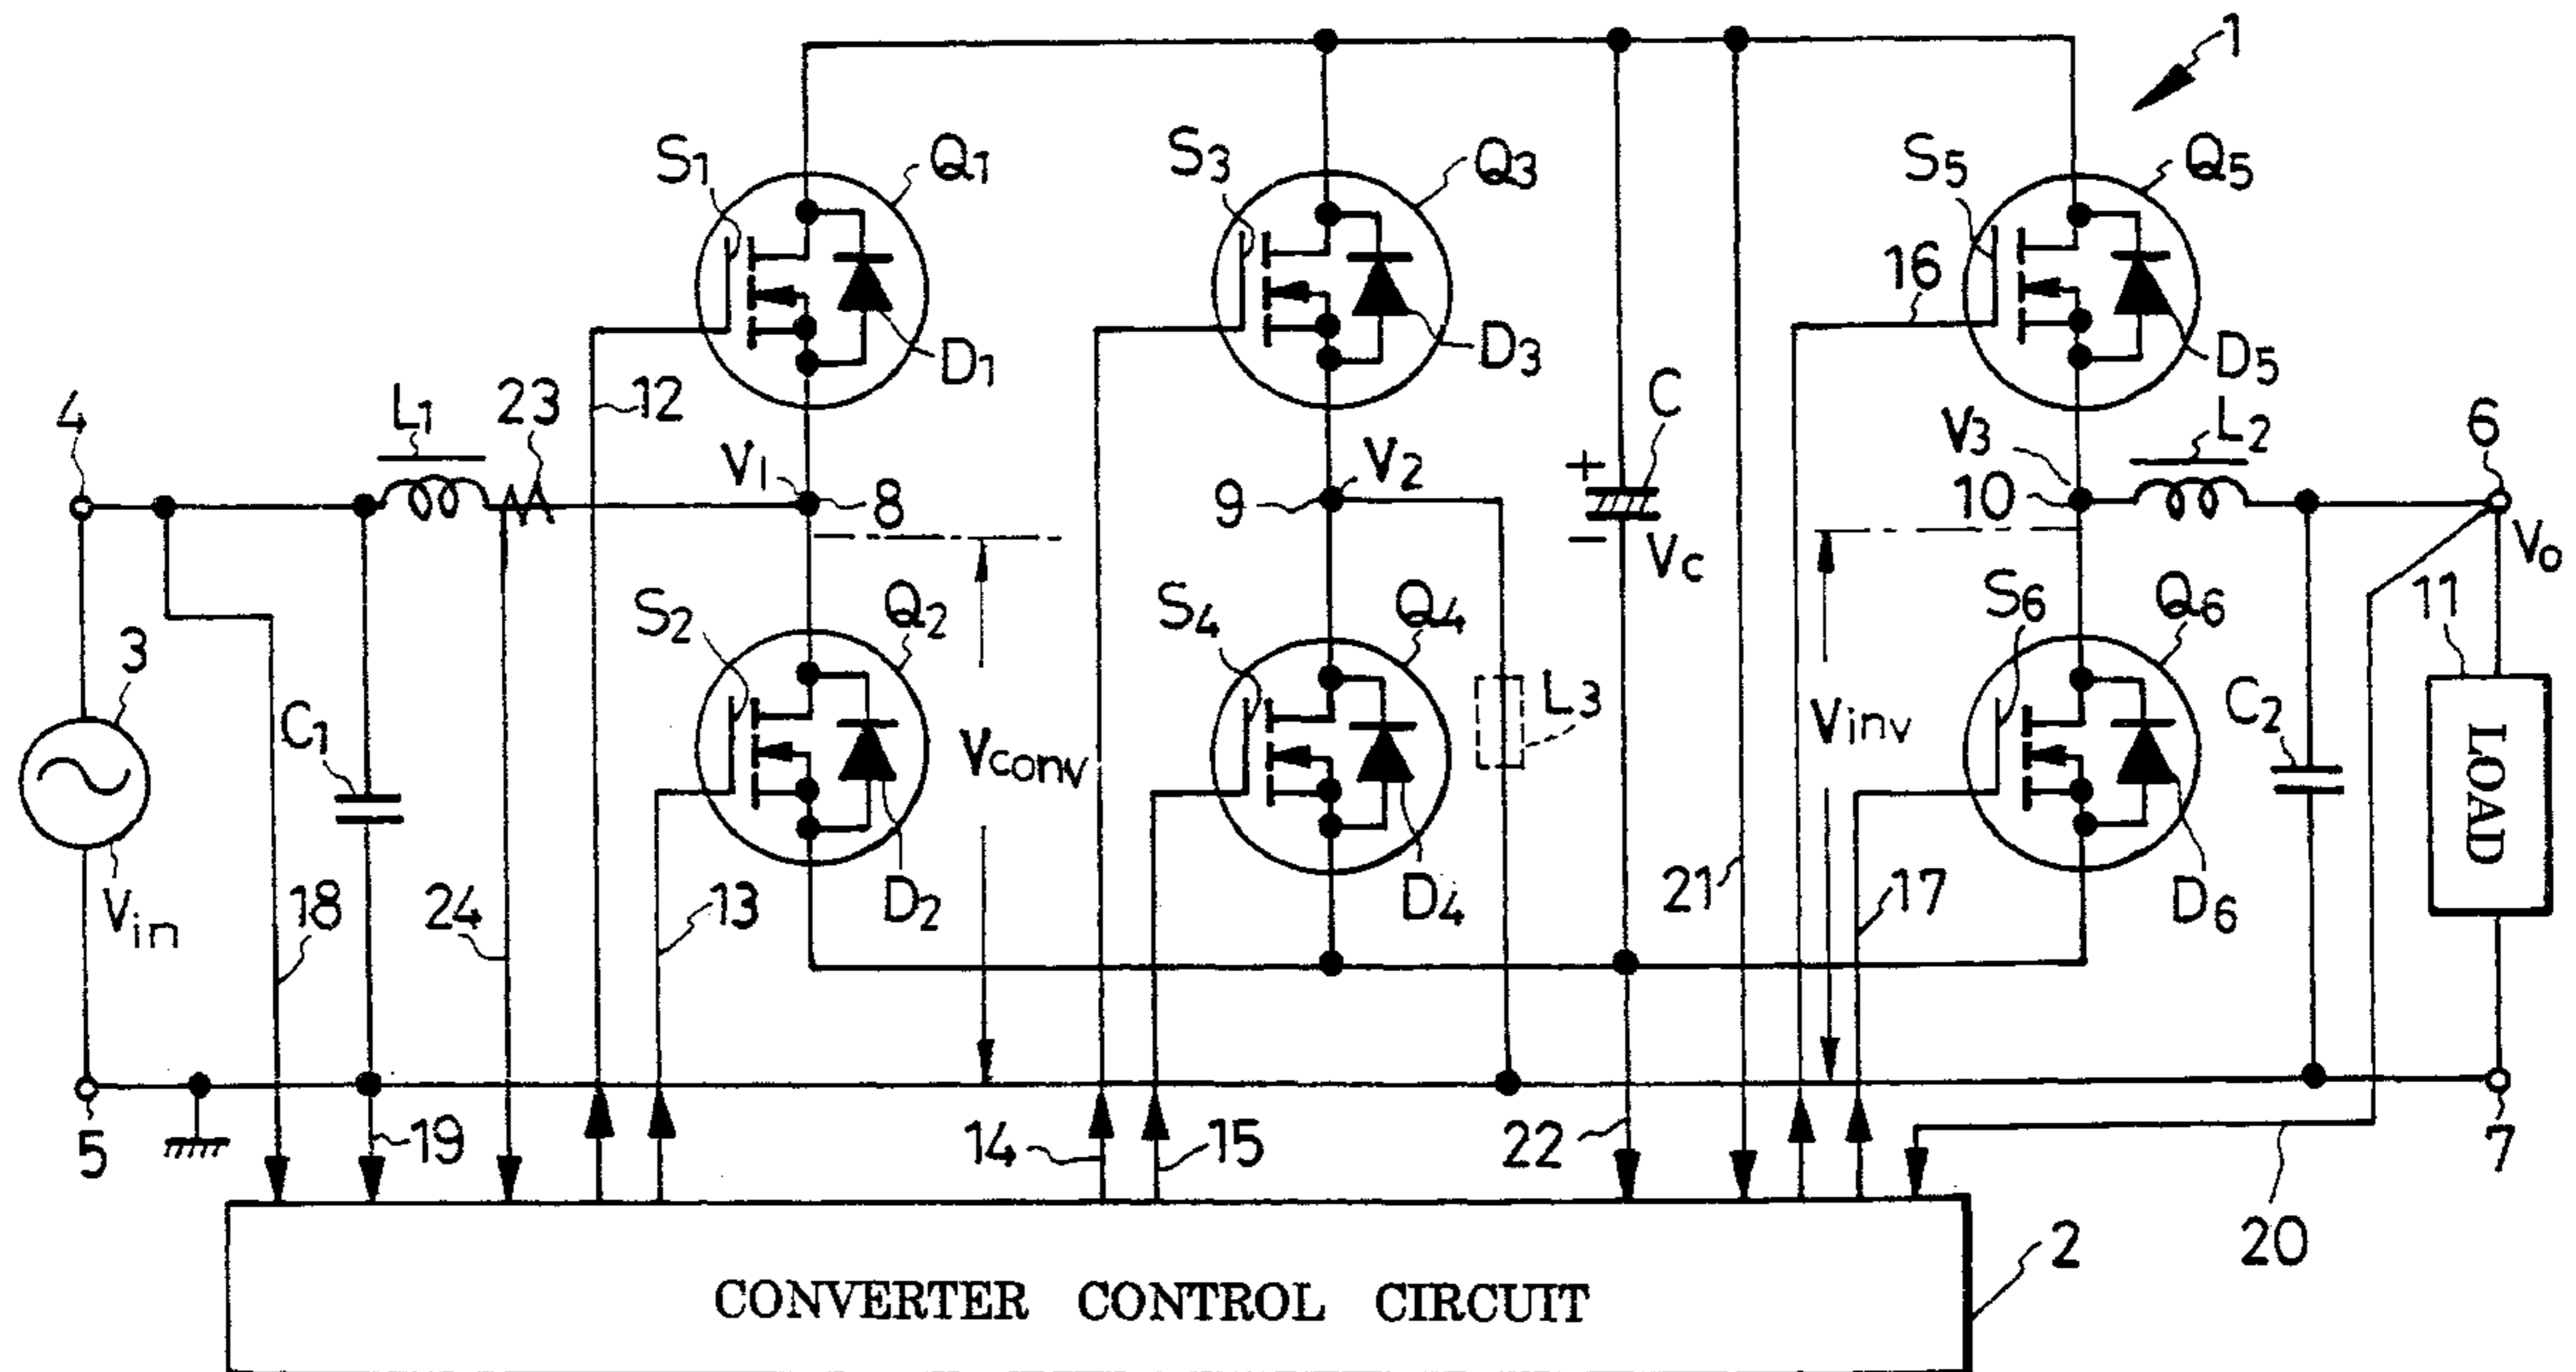 1
S1
Q1
S3
Q3
S5
Q5
16
D1
D3
D5
12
4
L1
23
C
V3
L2
6
V1
8
9
V2
+
-
Vc
10
Vo
11
S2
Q2
S4
Q4
S6
Q6
3
C1
Vconv
L3
Vinv
C2
LOAD
Vin
18
24
13
D2
D4
21
17
D6
5
19
14
15
22
7
20
2
CONVERTER CONTROL CIRCUIT